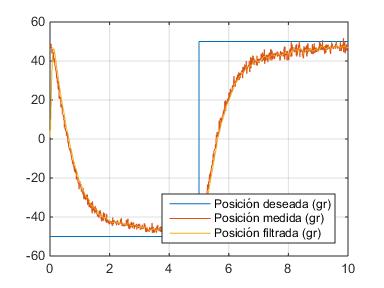 60
40
20
0
-20
-40
-60
Posición deseada (gr)
Posición medida (gr)
Posición filtrada (gr)
0 2 4 6 8 10